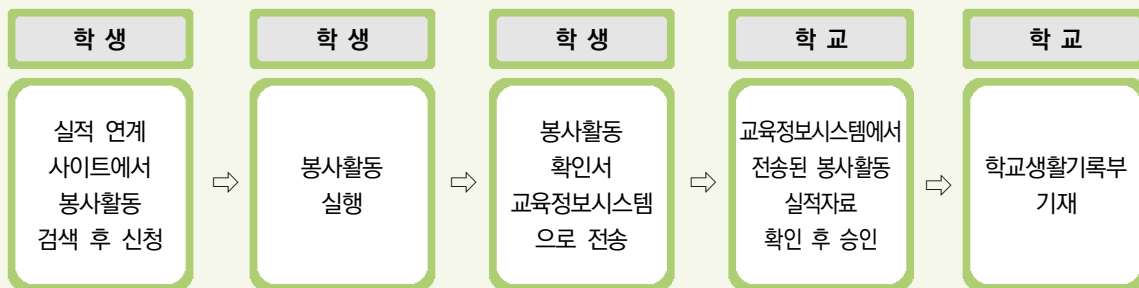 학 생
실적 연계
사이트에서
봉사활동
검색 후 신청
⇨
학 생
봉사활동
실행
⇨
학 생
봉사활동
확인서
교육정보시스템
으로 전송
⇨
학 교
교육정보시스템에서
전송된 봉사활동
실적자료
확인 후 승인
⇨
학 교
학교생활기록부
기재